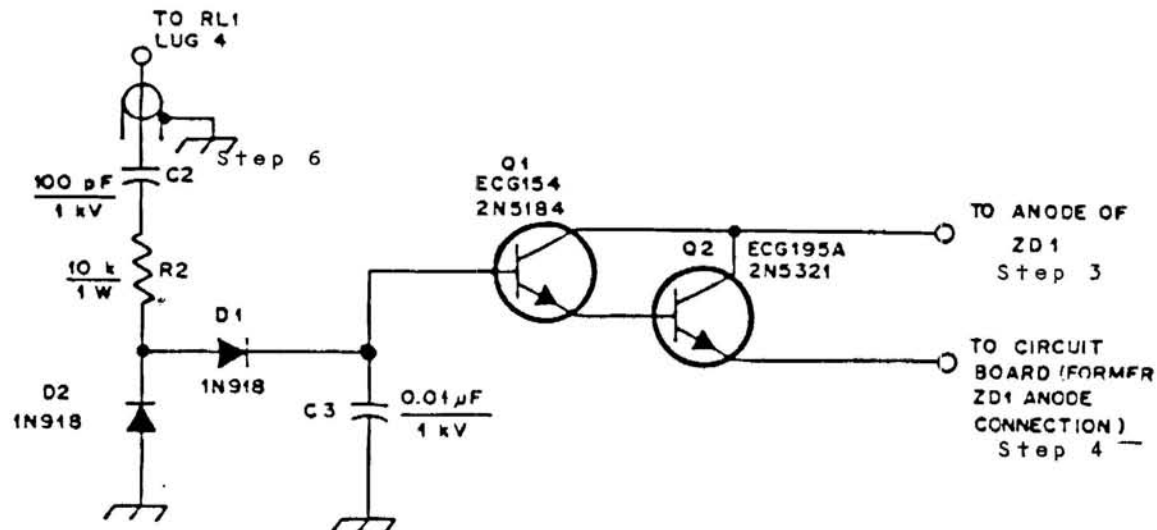 TO RL1
LUG 4
Step 6
C2
100 pF
1 kV
R2
10 k
1 W
D1
1N918
D2
1N918
C3
0.01µF
1 kV
Q1
ECG154
2N5184
Q2
ECG195A
2N5321
TO ANODE OF
ZD1
Step 3
TO CIRCUIT
BOARD (FORMER
ZD1 ANODE
CONNECTION)
Step 4